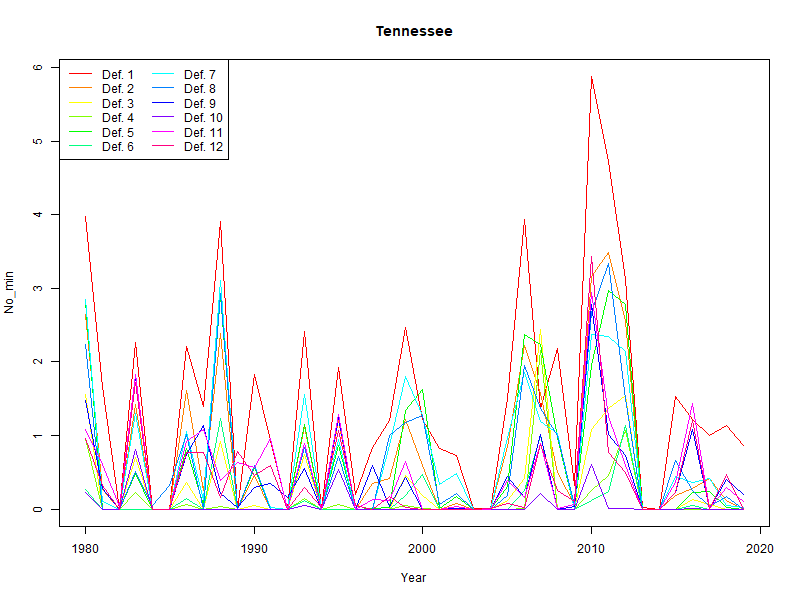 Tennessee
Def. 1 Def. 7
Def. 2 Def. 8
Def. 3 Def. 9
Def. 4 Def. 10
Def. 5 Def. 11
Def. 6 Def. 12
No_min
6
5
4
3
2
1
0
1980 1990 2000 2010 2020
Year